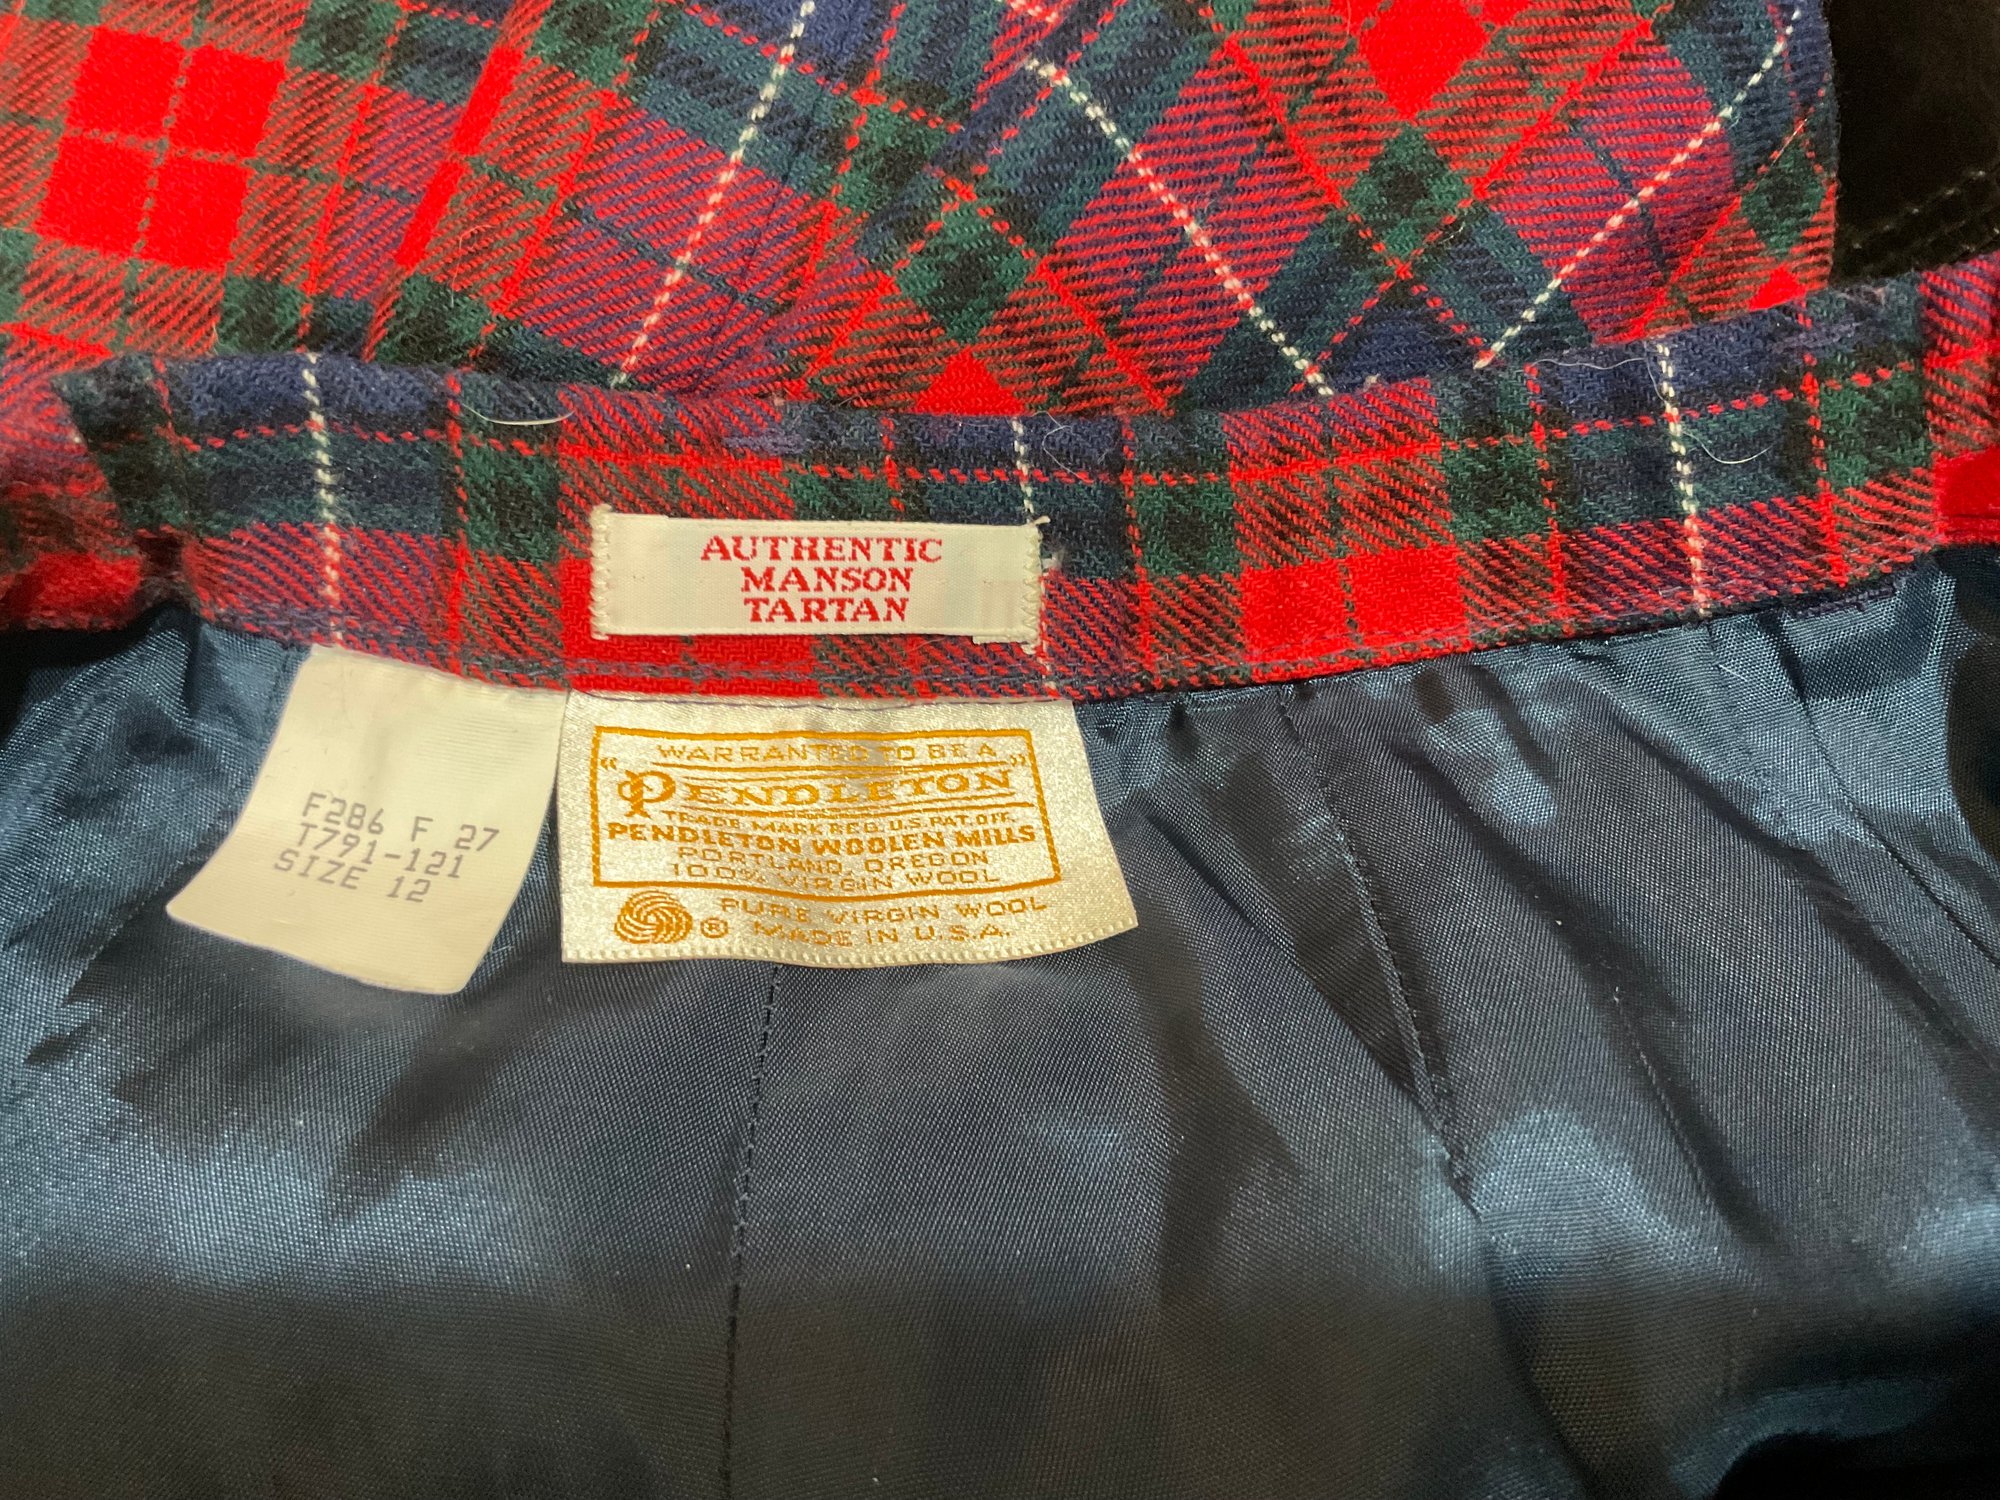 AUTHENTIC
MANSON
TARTAN
F286 F 27
T791-121
SIZE 12
WARRANTED TO BE A
"PENDLETON"
TRADE MARK REG. U.S. PAT. OFF.
PENDLETON WOOLEN MILLS
PORTLAND, OREGON
100% VIRGIN WOOL
® PURE VIRGIN WOOL
MADE IN U.S.A.